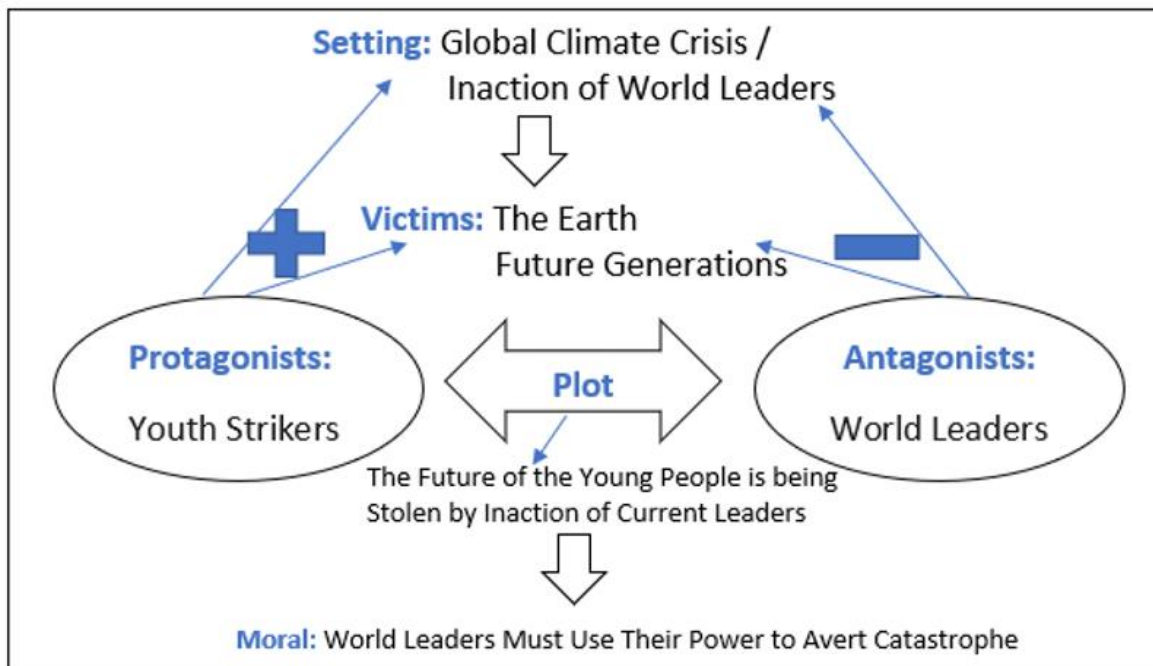 Setting: Global Climate Crisis /
Inaction of World Leaders
Victims: The Earth
Future Generations
Protagonists:
Youth Strikers
Plot
Antagonists:
World Leaders
The Future of the Young People is being
Stolen by Inaction of Current Leaders
Moral: World Leaders Must Use Their Power to Avert Catastrophe